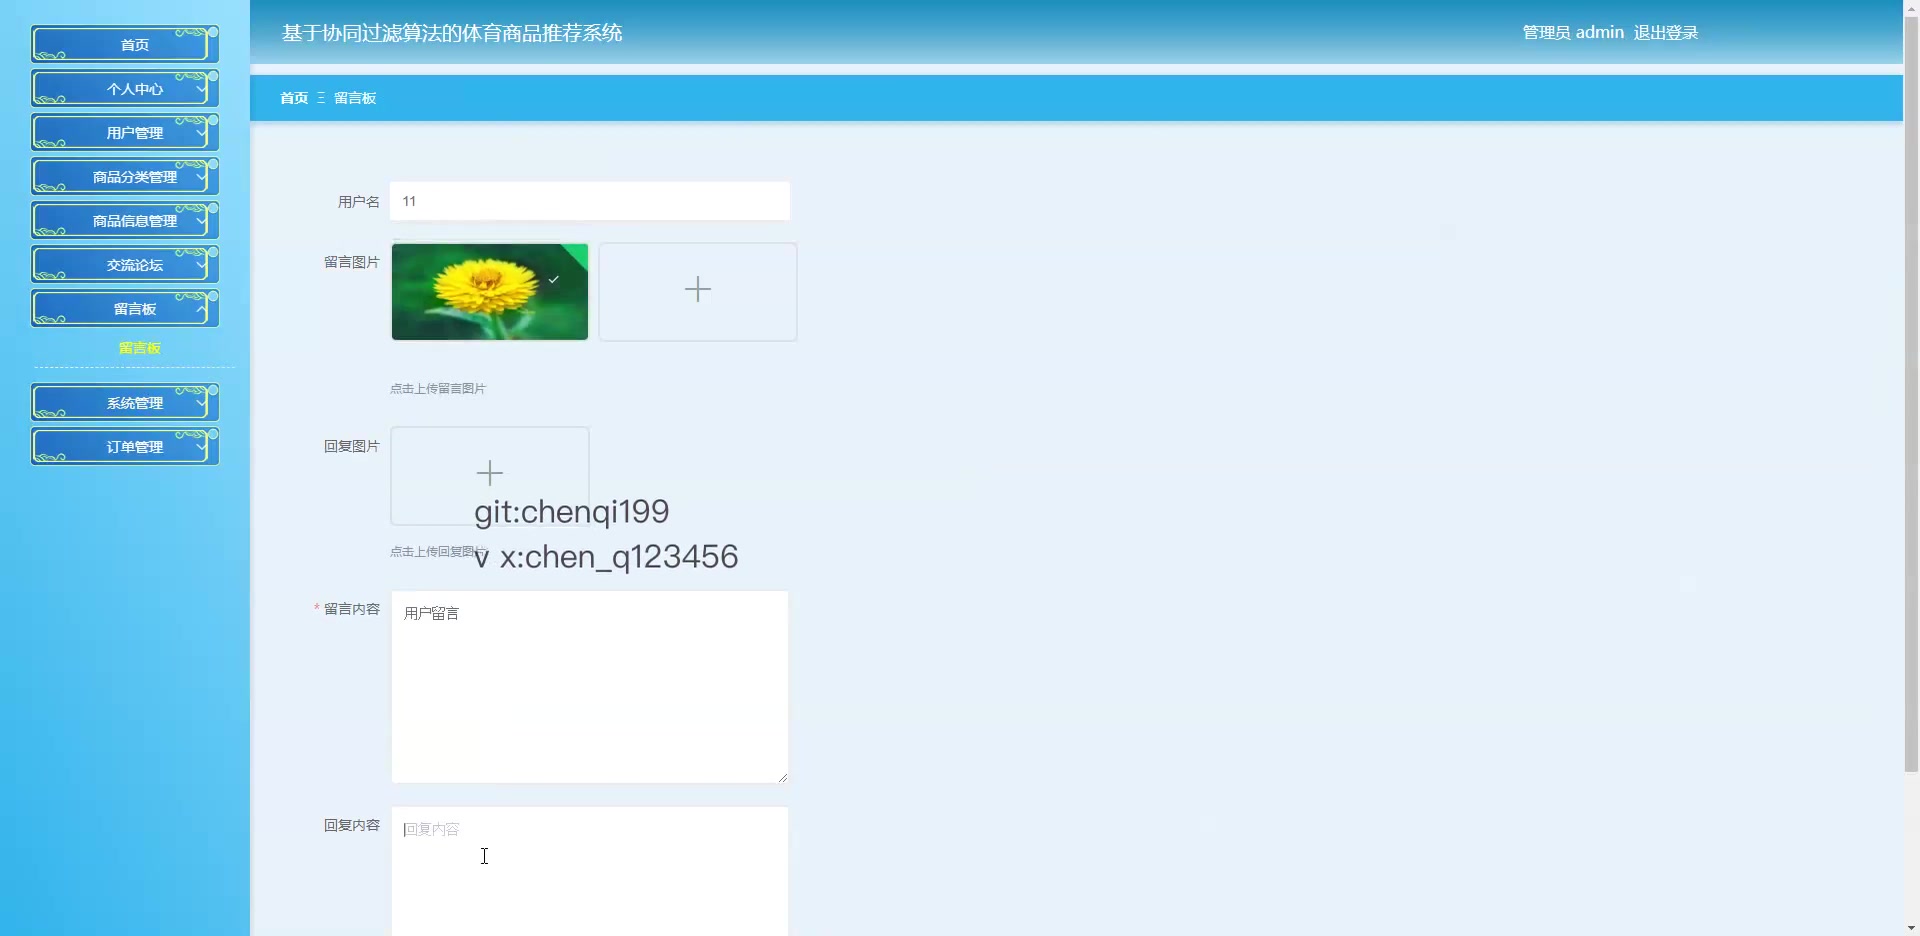 基于协同过滤算法的体育商品推荐系统
管理员 admin 退出登录
首页
个人中心
用户管理
商品分类管理
商品信息管理
交流论坛
留言板
留言板
系统管理
订单管理
首页 Ξ 留言板
用户名 11
留言图片
点击上传留言图片
回复图片
点击上传回复图片
git:chenqi199
v x:chen_q123456
* 留言内容 用户留言
回复内容 回复内容